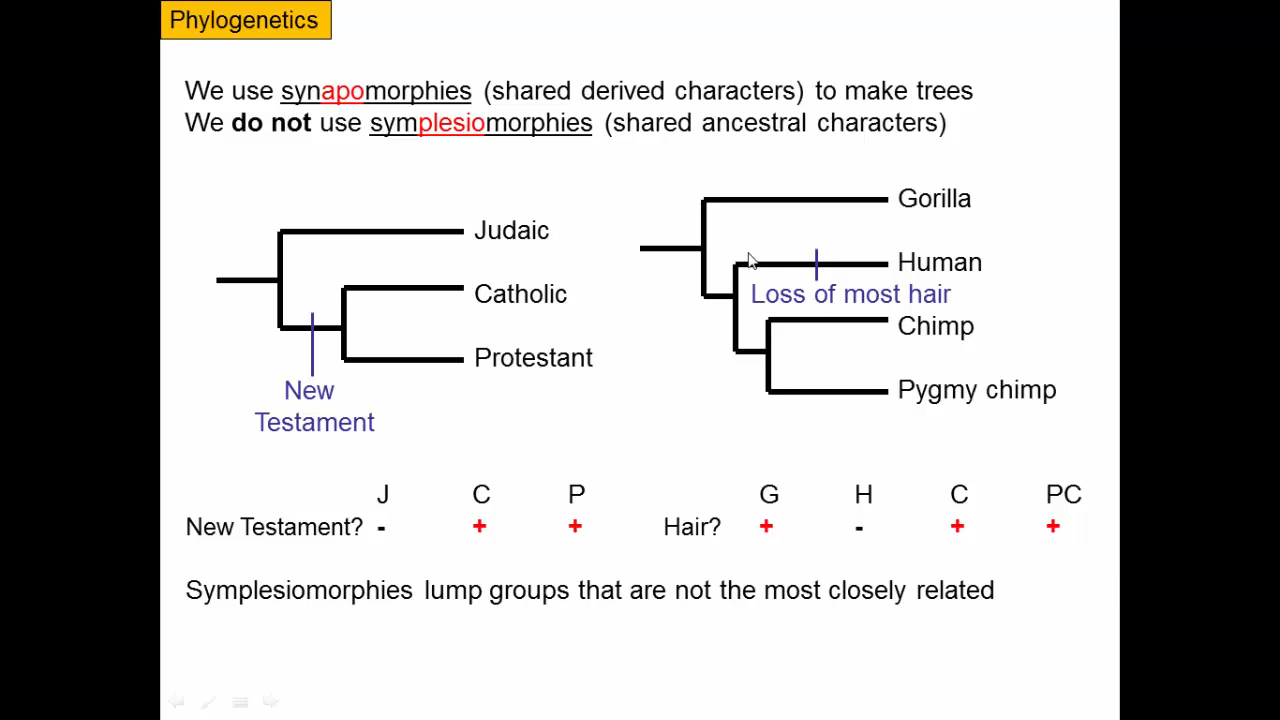 Phylogenetics
We use synapomorphies (shared derived characters) to make trees
We do not use symplesiomorphies (shared ancestral characters)
Judaic
Catholic
Protestant
New
Testament
Gorilla
Human
Loss of most hair
Chimp
Pygmy chimp
J C P
New Testament? - + +
G H C PC
Hair? + - + +
Symplesiomorphies lump groups that are not the most closely related